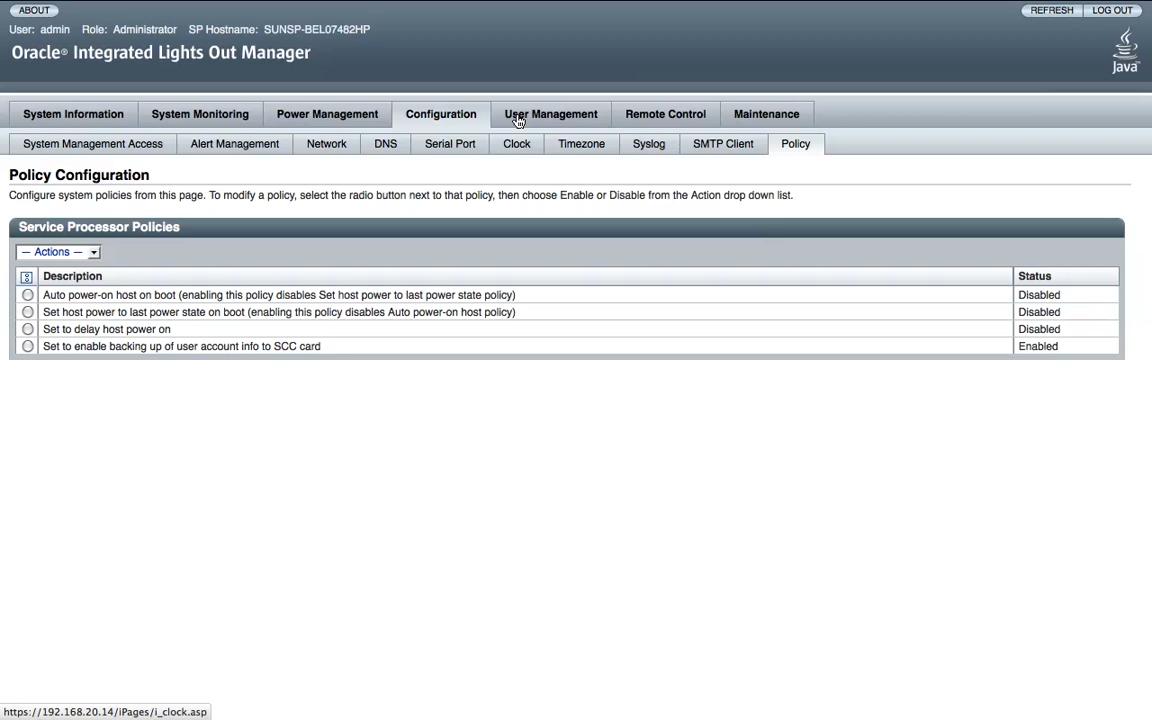 ABOUT
REFRESH LOG OUT
User: admin Role: Administrator SP Hostname: SUNSP-BEL07482HP
Oracle® Integrated Lights Out Manager
Java™
System Information System Monitoring Power Management Configuration User Management Remote Control Maintenance
System Management Access Alert Management Network DNS Serial Port Clock Timezone Syslog SMTP Client Policy
Policy Configuration
Configure system policies from this page. To modify a policy, select the radio button next to that policy, then choose Enable or Disable from the Action drop down list.
Service Processor Policies
— Actions —
Description Status
Auto power-on host on boot (enabling this policy disables Set host power to last power state policy) Disabled
Set host power to last power state on boot (enabling this policy disables Auto power-on host policy) Disabled
Set to delay host power on Disabled
Set to enable backing up of user account info to SCC card Enabled
https://192.168.20.14/iPages/i_clock.asp